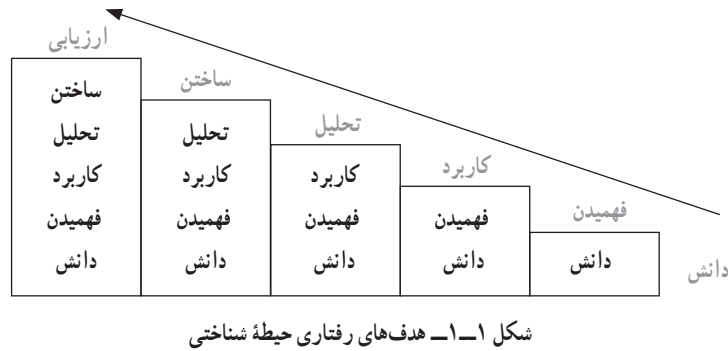 ارزیابی
ساختن
تحلیل
کاربرد
فهمیدن
دانش
ساختن
تحلیل
کاربرد
فهمیدن
دانش
تحلیل
کاربرد
فهمیدن
دانش
کاربرد
فهمیدن
دانش
فهمیدن
دانش
دانش
شکل ۱ــ۱ــ هدف‌های رفتاری حیطهٔ شناختی